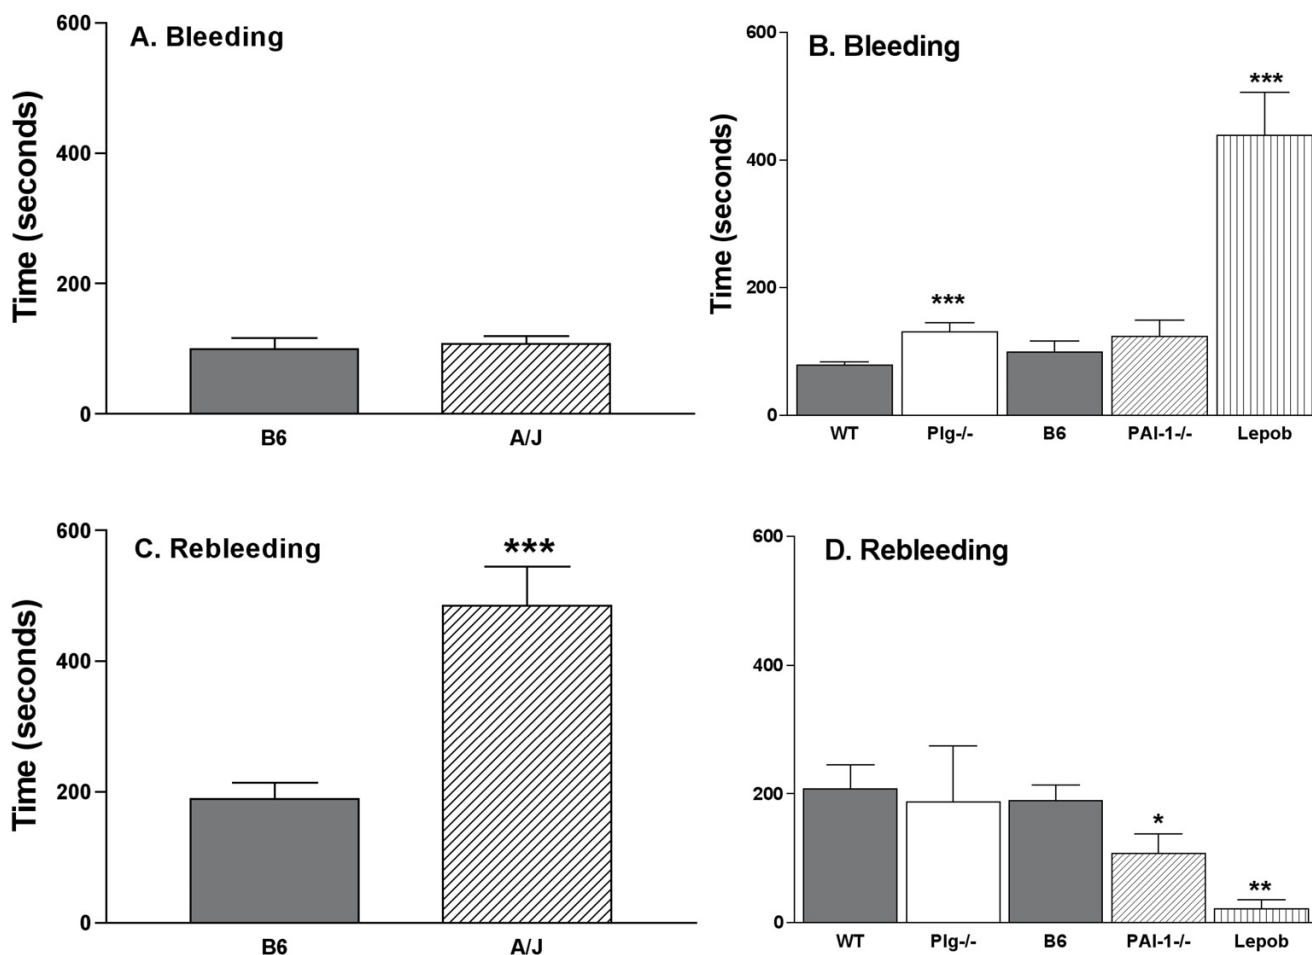 A. Bleeding
Time (seconds)
600
400
200
0
B6
A/J
B. Bleeding
Time (seconds)
600
400
200
0
***
***
WT
Plg-/-
B6
PAI-1-/-
Lepob
C. Rebleeding
Time (seconds)
600
400
200
0
***
B6
A/J
D. Rebleeding
600
400
200
0
*
**
WT
Plg-/-
B6
PAI-1-/-
Lepob